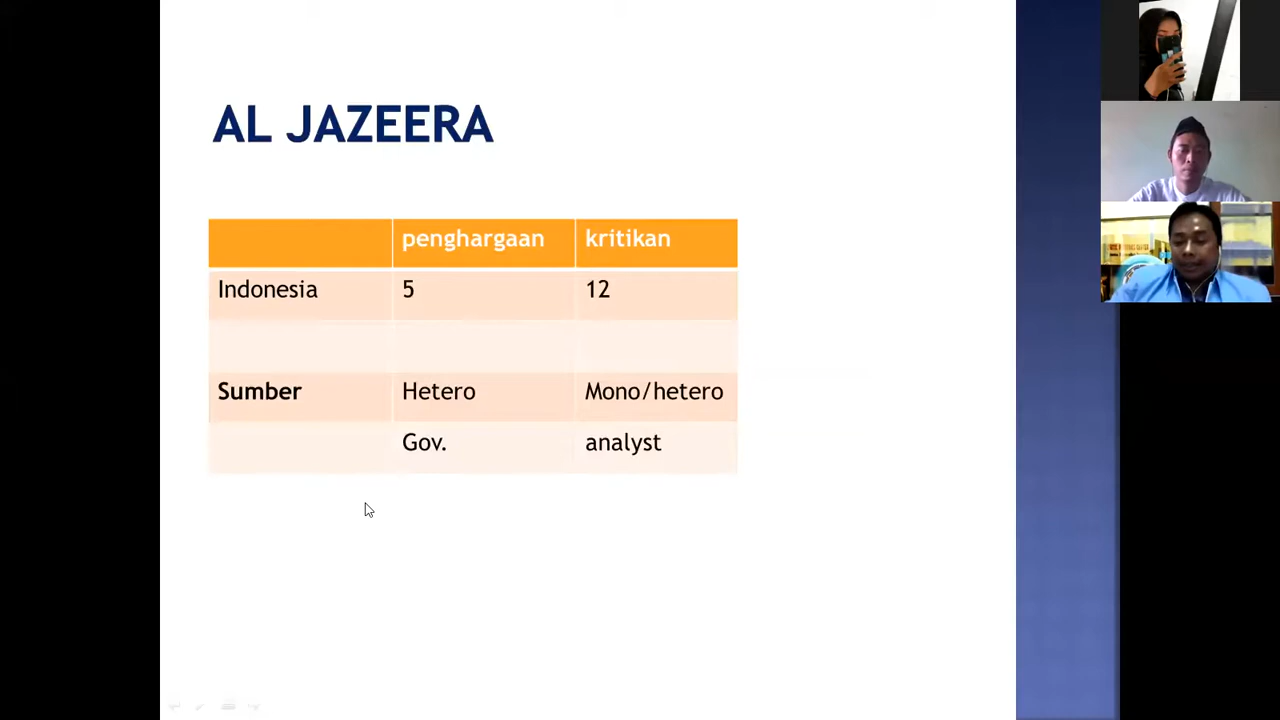 AL JAZEERA
penghargaan kritikan
Indonesia 5 12
Sumber Hetero Mono/hetero
Gov. analyst